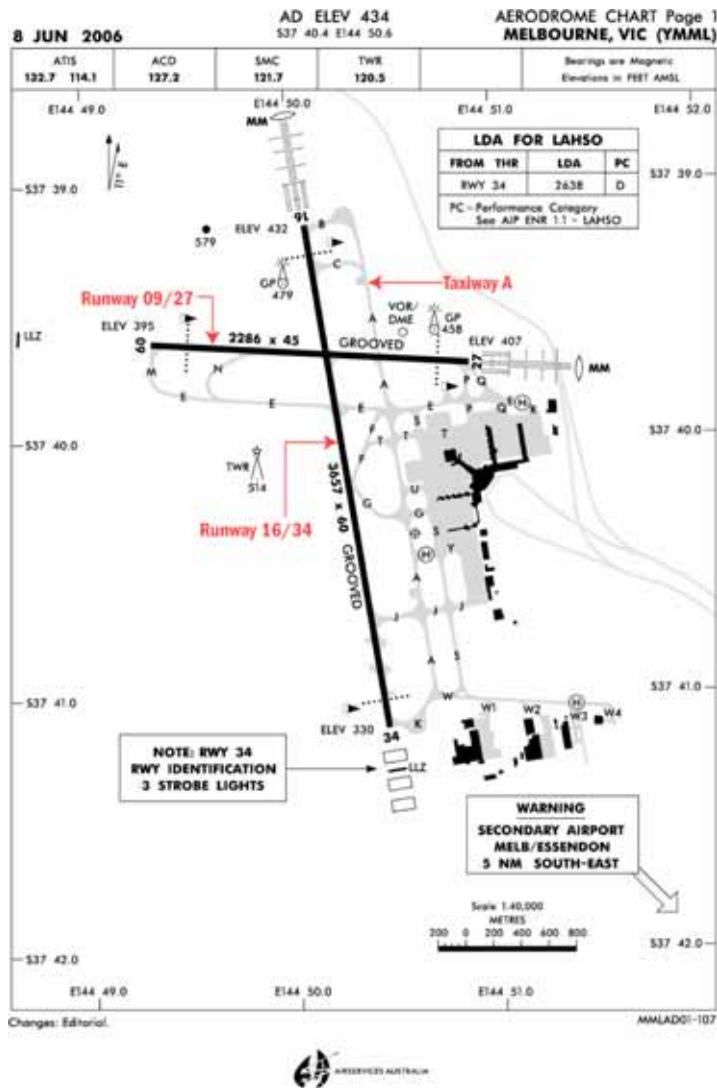 AD ELEV 434
AERODROME CHART Page 1
8 JUN 2006
S37 40.4 E144 50.6
MELBOURNE, VIC (YMML)
ATIS
132.7 114.1
ACD
127.2
SMC
121.7
TWR
120.5
Bearings are Magnetic
Elevations in FEET AMSL
E144 49.0
E144 50.0
E144 51.0
E144 52.0
MM
11° E
LDA FOR LAHSO
FROM THR LDA PC
RWY 34 2638 D
PC - Performance Category
See AIP ENR 1.1 - LAHSO
S37 39.0
S37 39.0
16
B
ELEV 432
579
C
GP
479
Taxiway A
Runway 09/27
VOR/
DME
GP
458
A
LLZ
ELEV 395
ELEV 407
09
2286 x 45
GROOVED
27
MM
M
N
A
P
Q
E
E
E
E
S
P
Q
E
H
R
S37 40.0
S37 40.0
F
T
T
T
F
TWR
514
3657 x 60 GROOVED
G
U
G
Runway 16/34
S
Y
H
A
J
J
J
A
S
S37 41.0
S37 41.0
W
H
ELEV 330
34
K
W1
W2
W3
W4
NOTE: RWY 34
RWY IDENTIFICATION
3 STROBE LIGHTS
LLZ
WARNING
SECONDARY AIRPORT
MELB/ESSENDON
5 NM SOUTH-EAST
Scale 1:40,000
METRES
200 0 200 400 600 800
S37 42.0
S37 42.0
E144 49.0
E144 50.0
E144 51.0
Changes: Editorial.
MMLAD01-107
AIRSERVICES AUSTRALIA